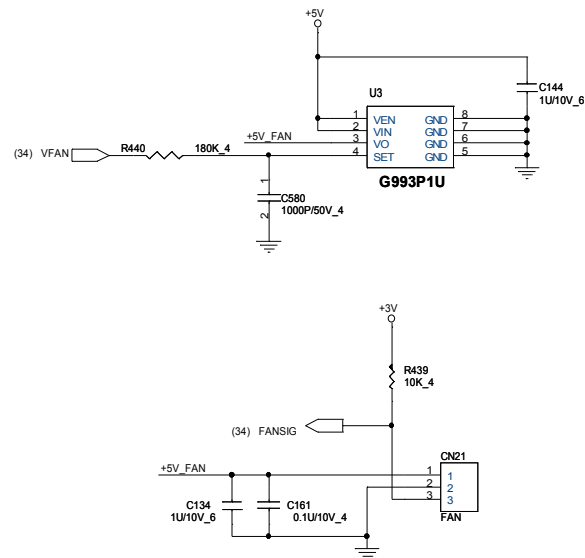 +5V
U3
C144
1U/10V_6
1 VEN GND 8
2 VIN GND 7
+5V_FAN 3 VO GND 6
(34) VFAN R440 180K_4 4 SET GND 5
G993P1U
1
C580
1000P/50V_4
2
+3V
R439
10K_4
(34) FANSIG
CN21
+5V_FAN 1 1
2 2
3 3
C134
1U/10V_6
C161
0.1U/10V_4
FAN